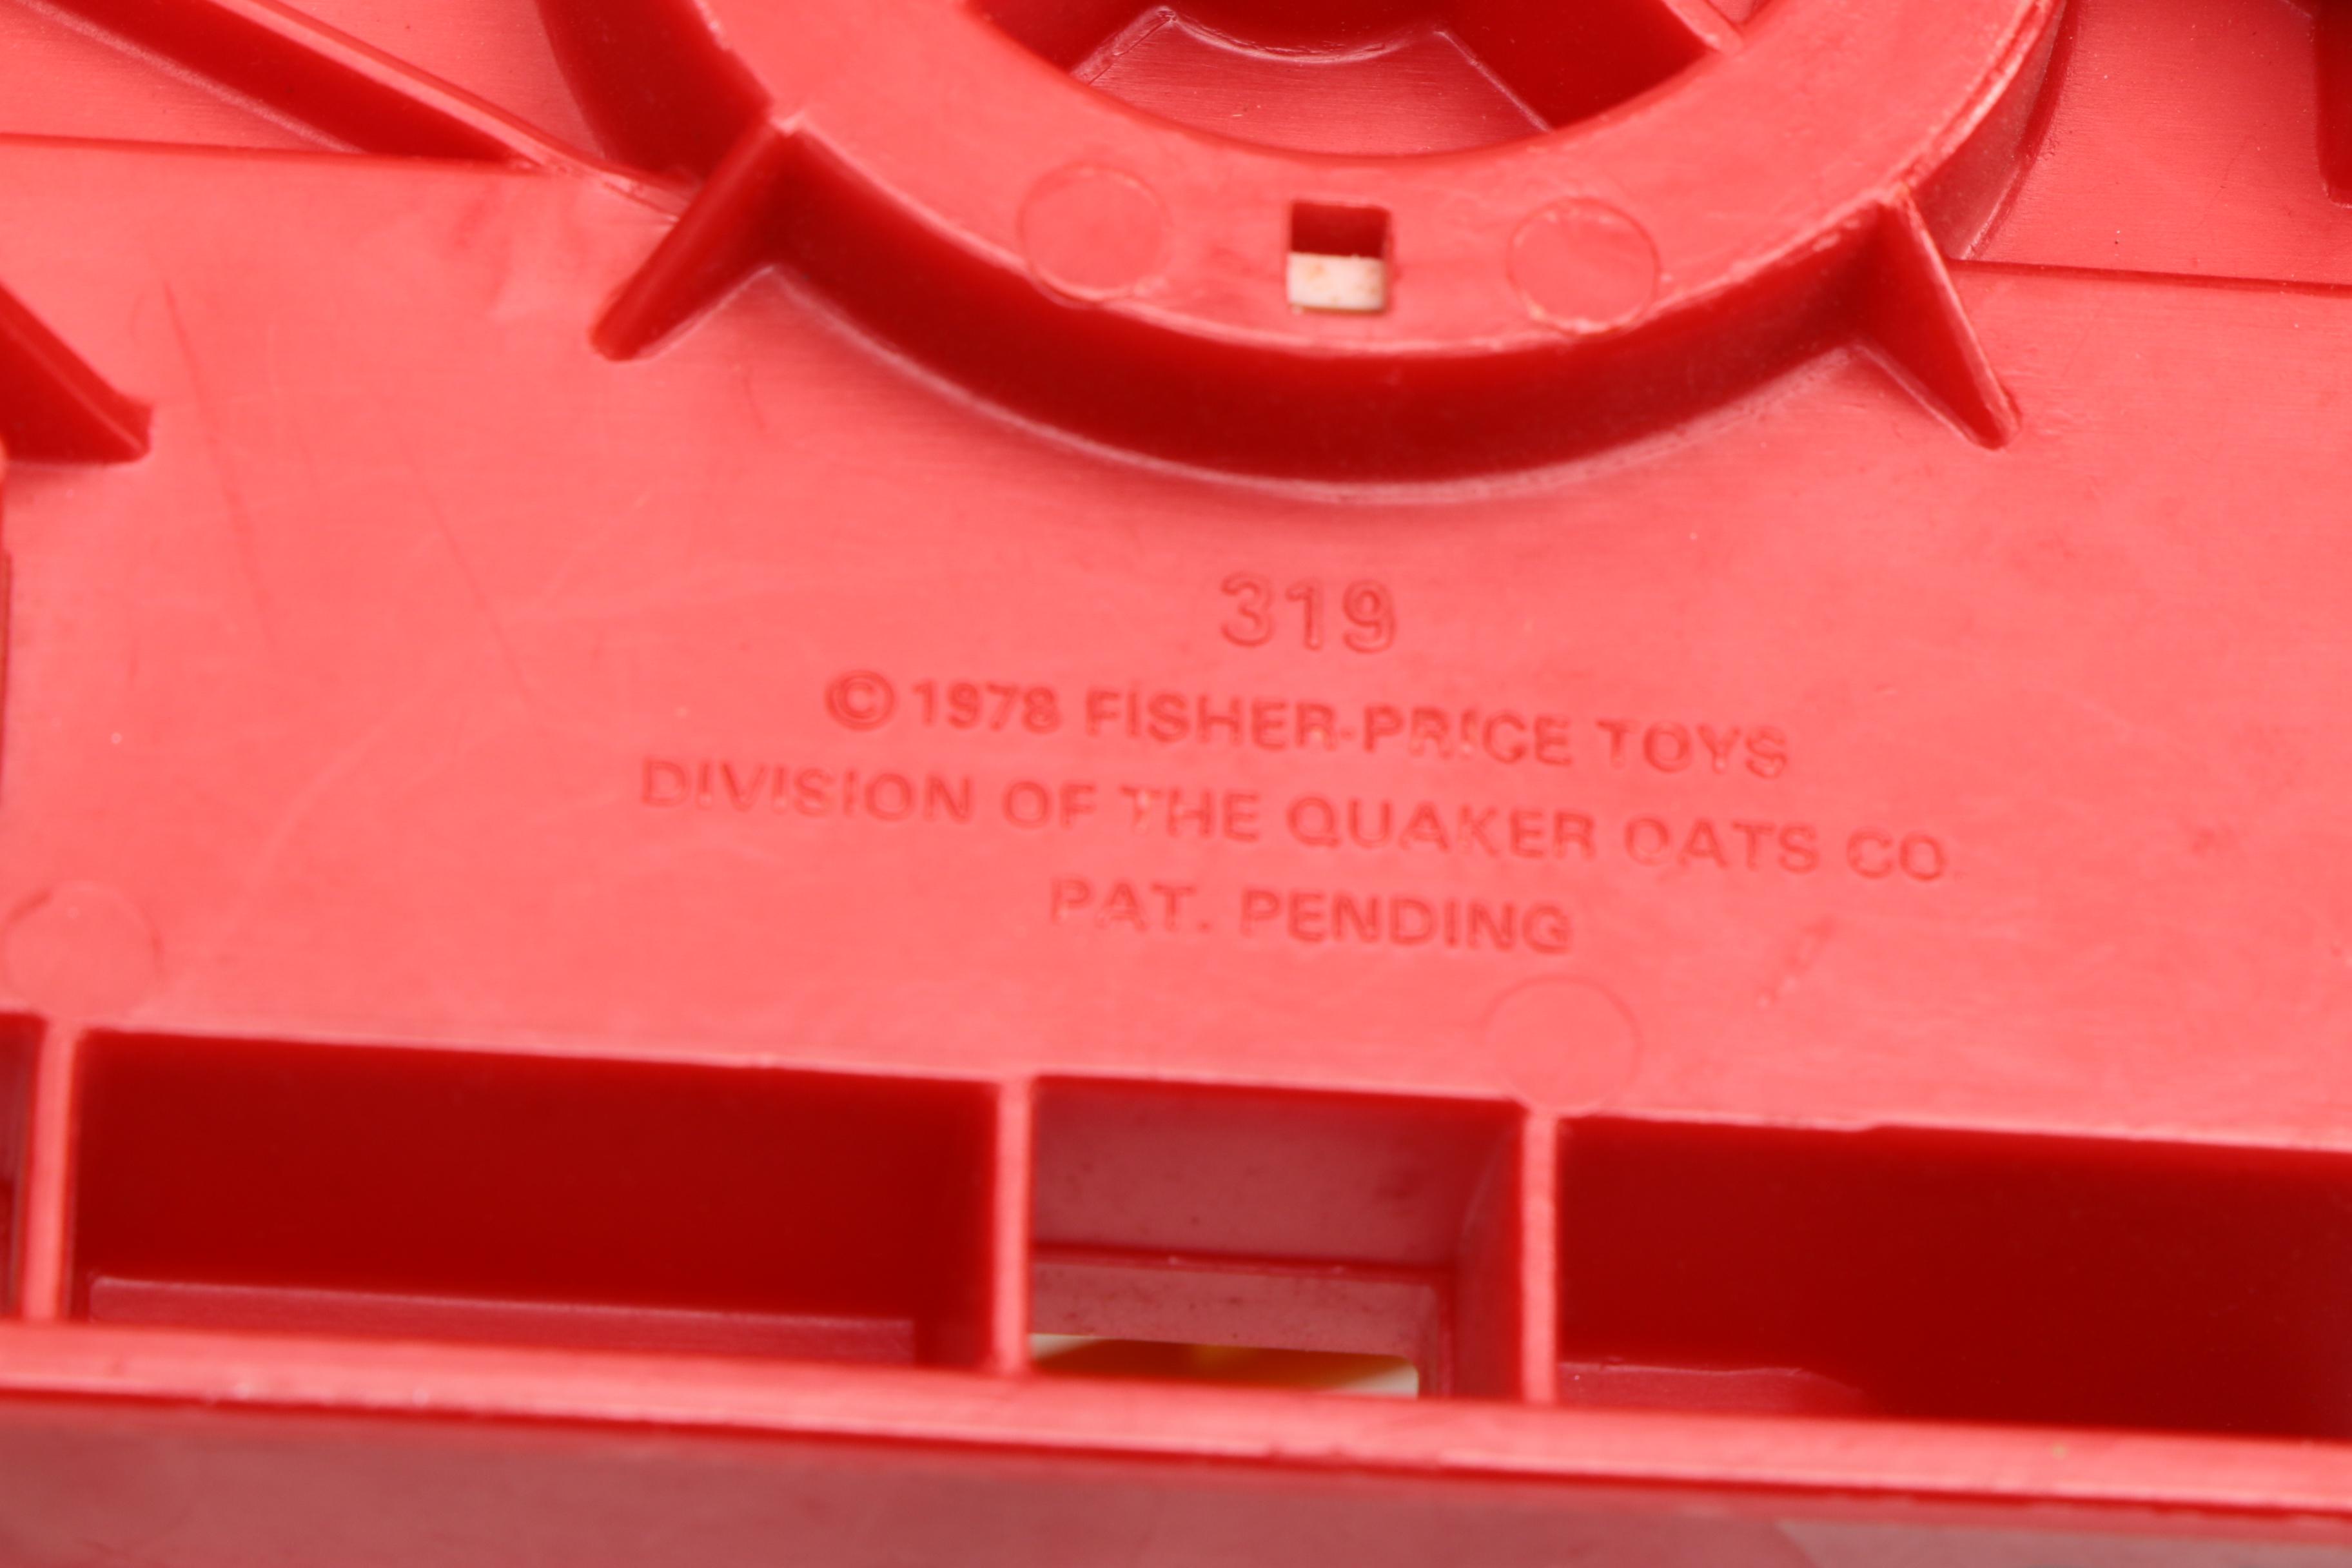 319
© 1978 FISHER-PRICE TOYS
DIVISION OF THE QUAKER OATS CO
PAT. PENDING